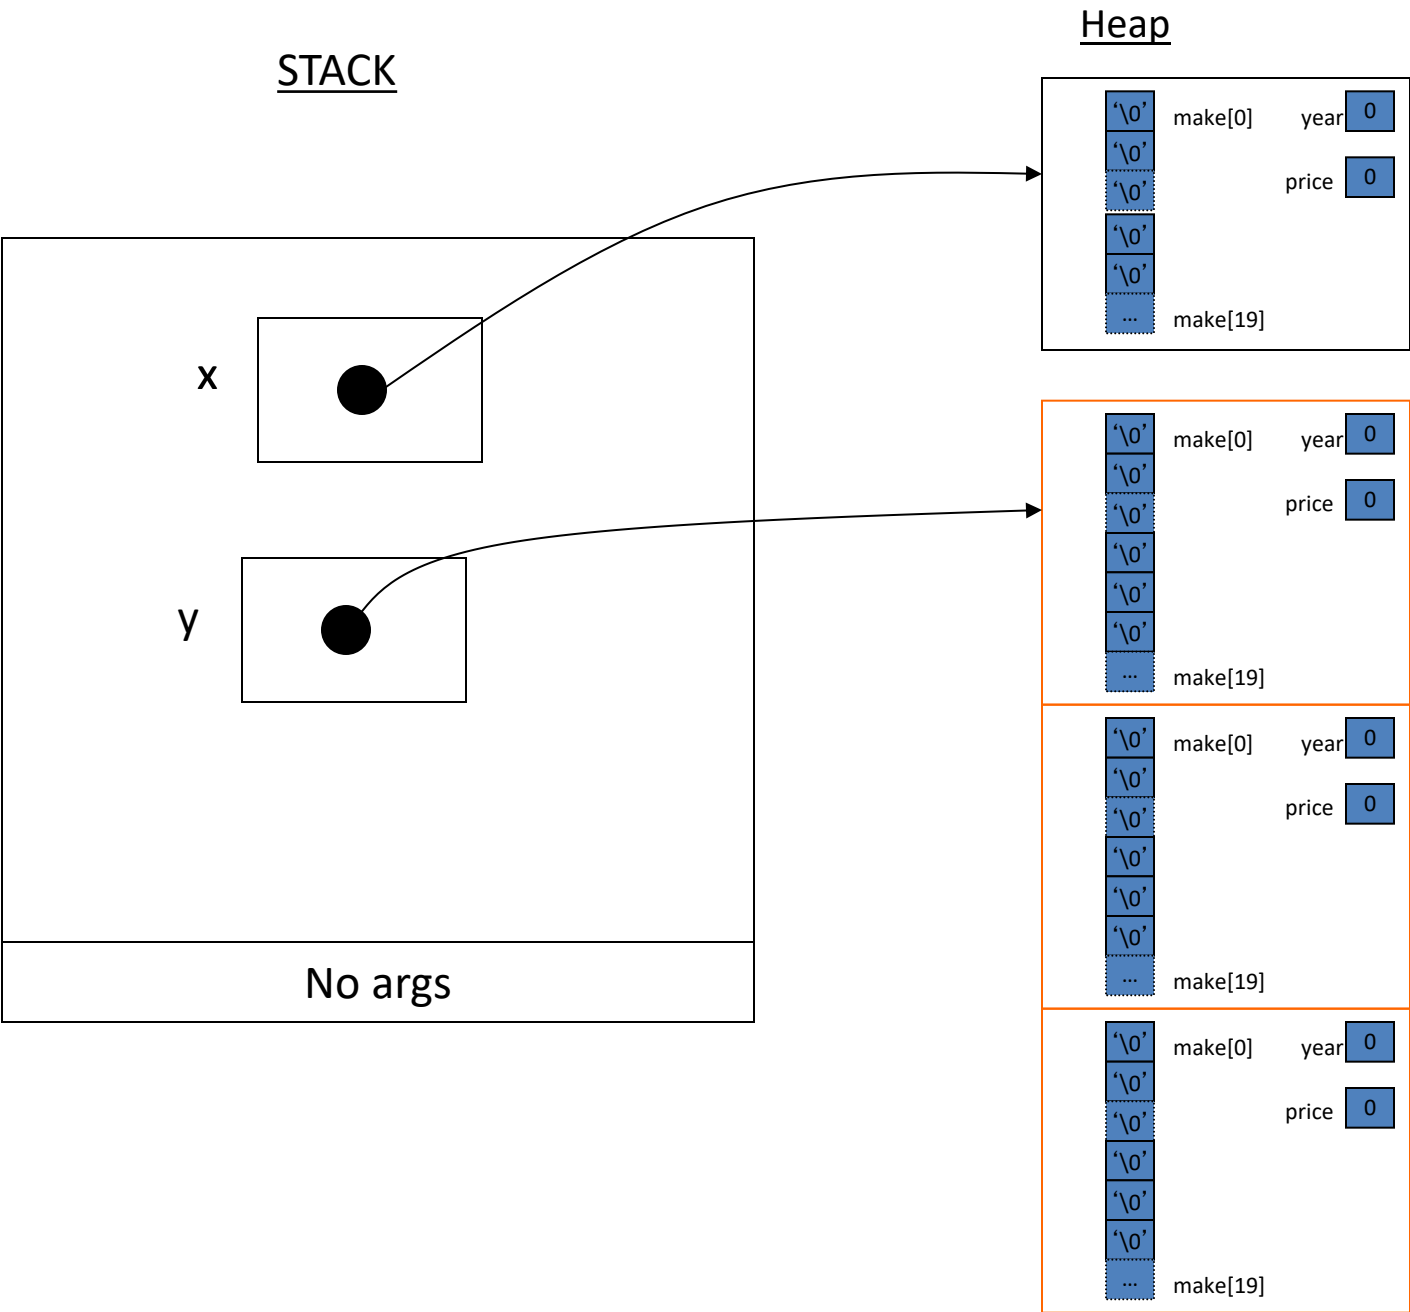 Heap
STACK
‘\0’ make[0] year 0
‘\0’
price 0
‘\0’
‘\0’
‘\0’
... make[19]
x
‘\0’ make[0] year 0
‘\0’
price 0
‘\0’
‘\0’
‘\0’
‘\0’
... make[19]
y
‘\0’ make[0] year 0
‘\0’
price 0
‘\0’
‘\0’
‘\0’
‘\0’
... make[19]
No args
‘\0’ make[0] year 0
‘\0’
price 0
‘\0’
‘\0’
‘\0’
‘\0’
... make[19]